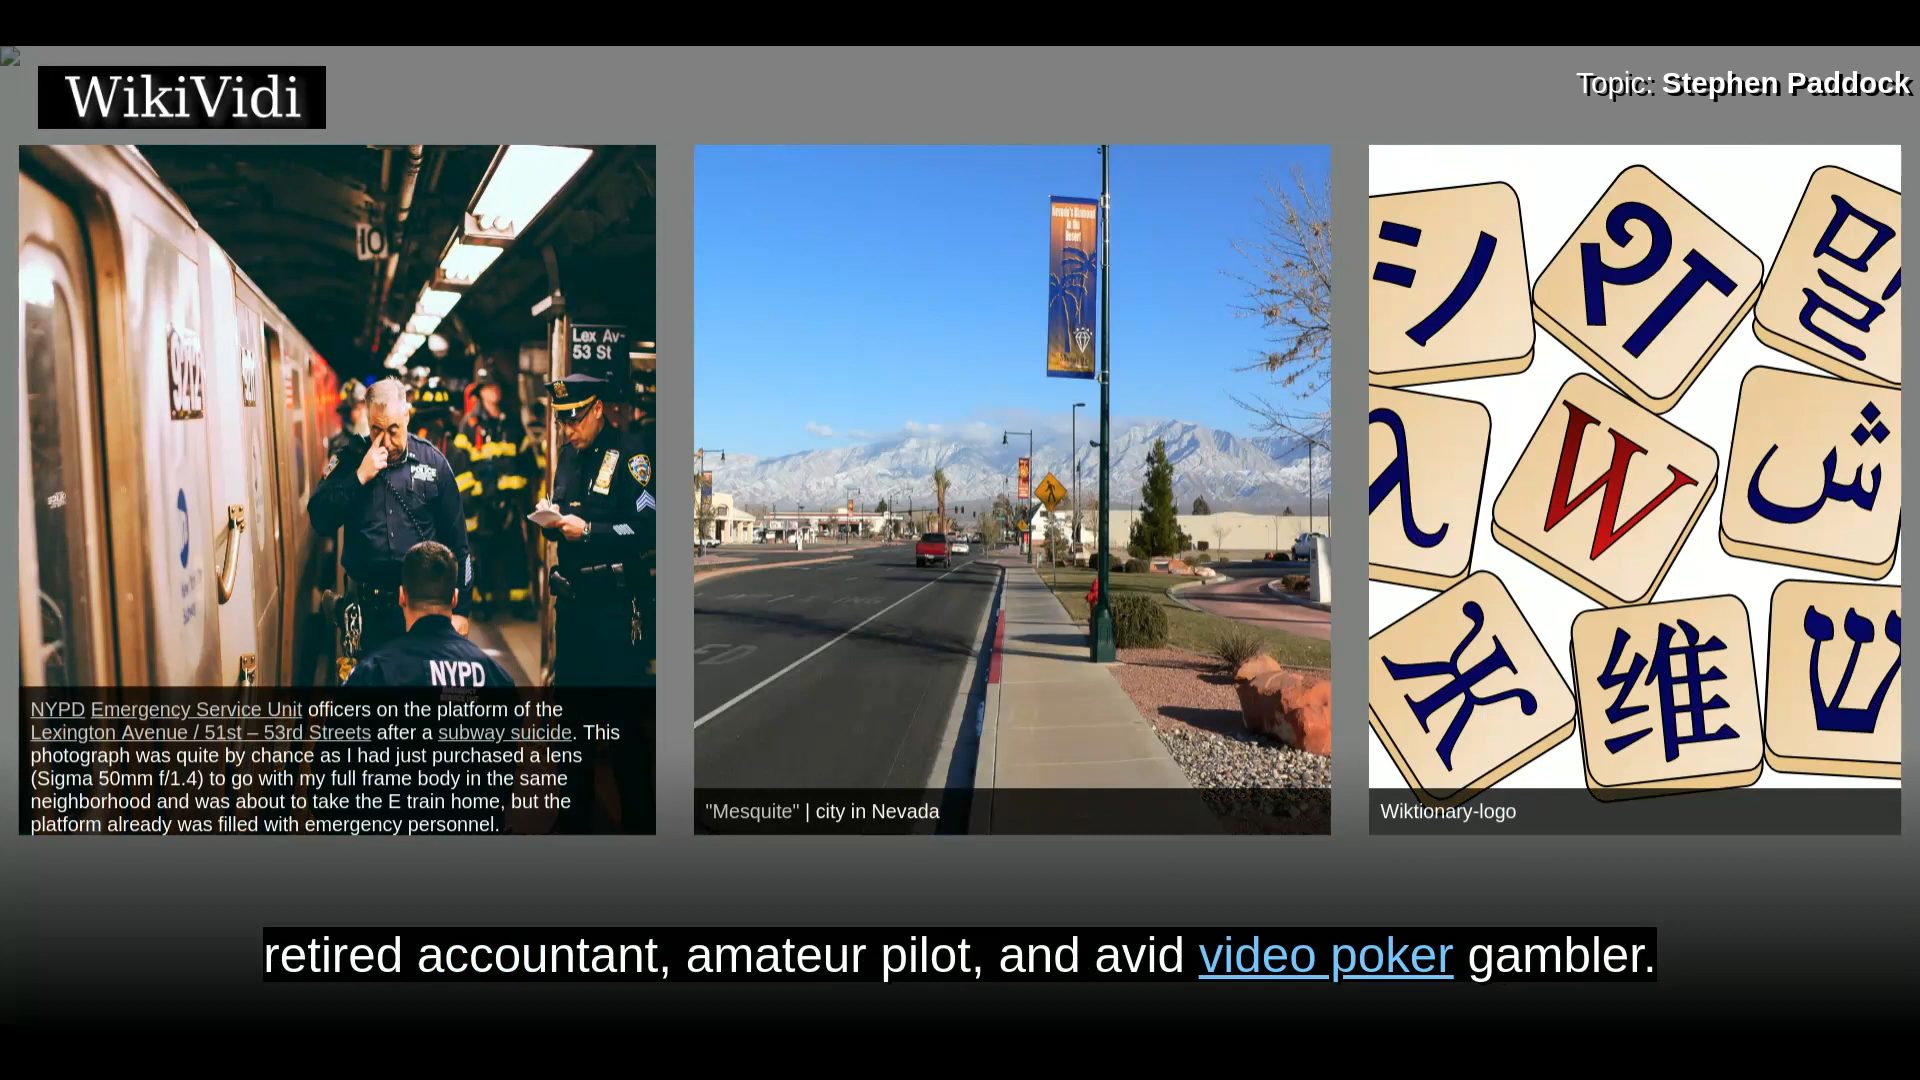 WikiVidi
Topic: Stephen Paddock
10
Lex Av-
53 St
9212
POLICE
NYPD
NYPD Emergency Service Unit officers on the platform of the
Lexington Avenue / 51st – 53rd Streets after a subway suicide. This
photograph was quite by chance as I had just purchased a lens
(Sigma 50mm f/1.4) to go with my full frame body in the same
neighborhood and was about to take the E train home, but the
platform already was filled with emergency personnel.
"Mesquite" | city in Nevada
シ
श
말
λ
W
ش
Ж
维
ש
Wiktionary-logo
retired accountant, amateur pilot, and avid video poker gambler.